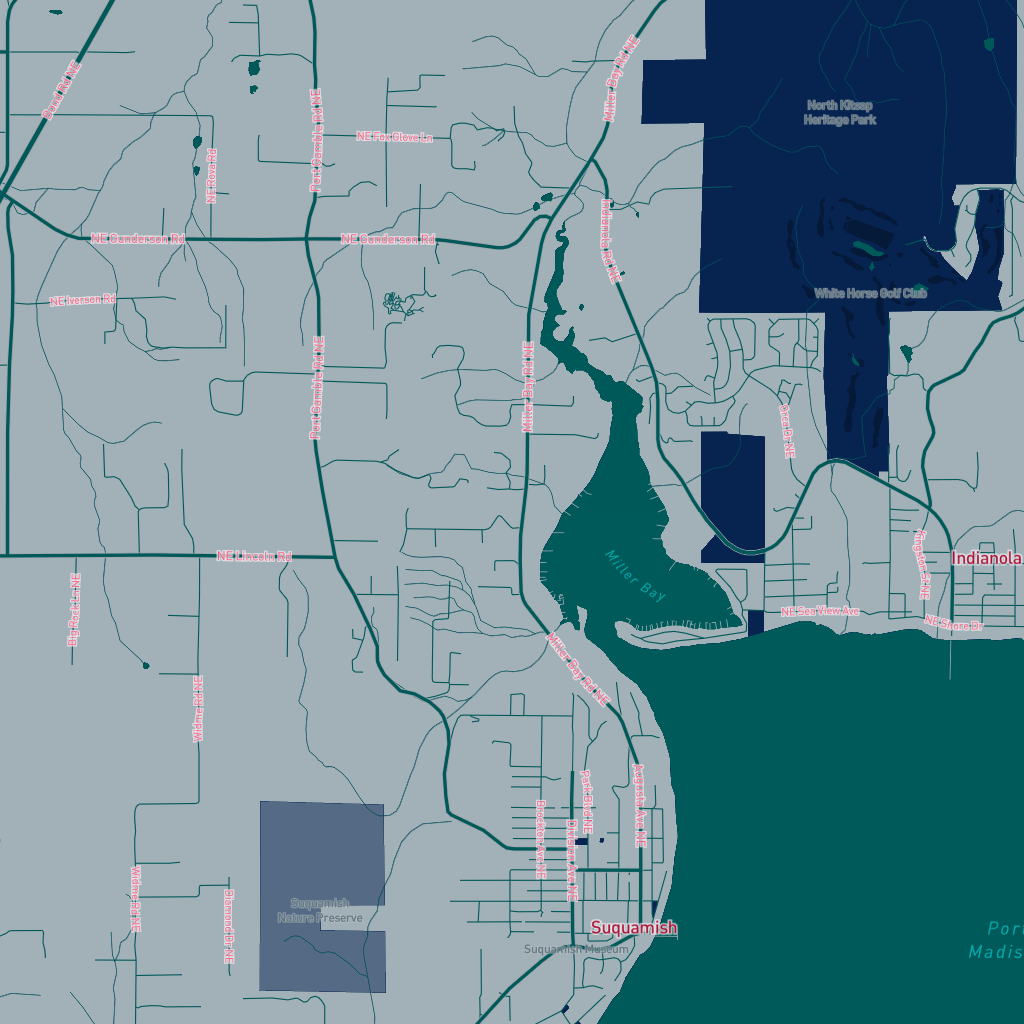 Bond Rd NE
Miller Bay Rd NE
Port Gamble Rd NE
North Kitsap
Heritage Park
NE Fox Glove Ln
NE Rova Rd
NE Gunderson Rd
NE Gunderson Rd
Indianola Rd NE
White Horse Golf Club
NE Iversen Rd
Port Gamble Rd NE
Miller Bay Rd NE
Orca Dr NE
NE Lincoln Rd
Miller Bay
Kingston St NE
Indianola
Big Rock Ln NE
NE Sea View Ave
NE Shore Dr
Miller Bay Rd NE
Widme Rd NE
Park Blvd NE
Augusta Ave NE
Brockton Ave NE
Division Ave NE
Widme Rd NE
Diamond Dr NE
Suquamish
Nature Preserve
Suquamish
Suquamish Museum
Port
Madis